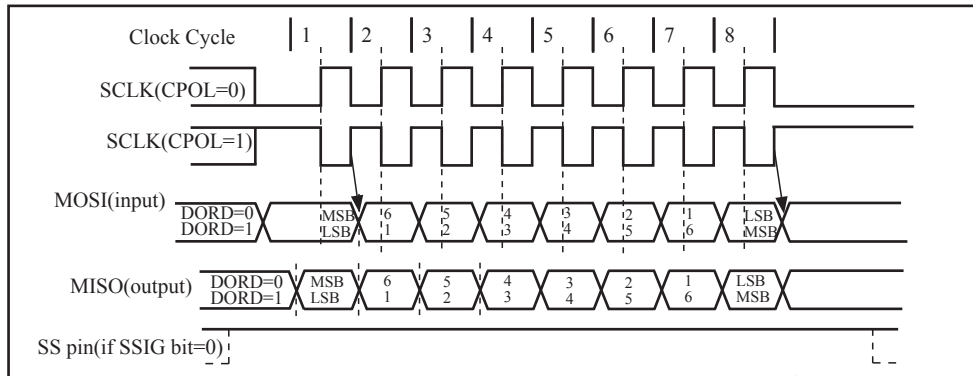 Clock Cycle 1 2 3 4 5 6 7 8
SCLK(CPOL=0)
SCLK(CPOL=1)
MOSI(input)
DORD=0 MSB 6 5 4 3 2 1 LSB
DORD=1 LSB 1 2 3 4 5 6 MSB
MISO(output)
DORD=0 MSB 6 5 4 3 2 1 LSB
DORD=1 LSB 1 2 3 4 5 6 MSB
SS pin(if SSIG bit=0)